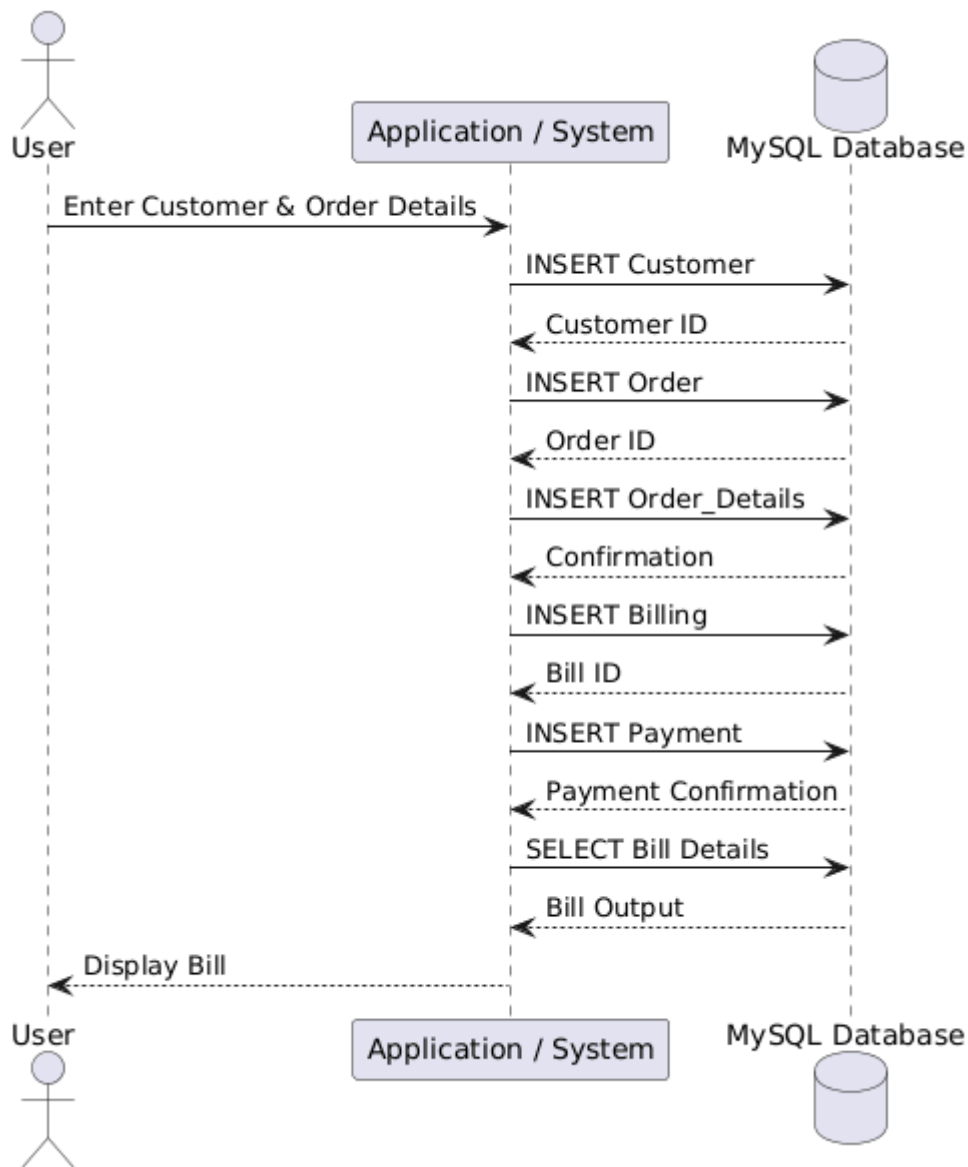 User
Application / System
MySQL Database
Enter Customer & Order Details
INSERT Customer
Customer ID
INSERT Order
Order ID
INSERT Order_Details
Confirmation
INSERT Billing
Bill ID
INSERT Payment
Payment Confirmation
SELECT Bill Details
Bill Output
Display Bill
User
Application / System
MySQL Database